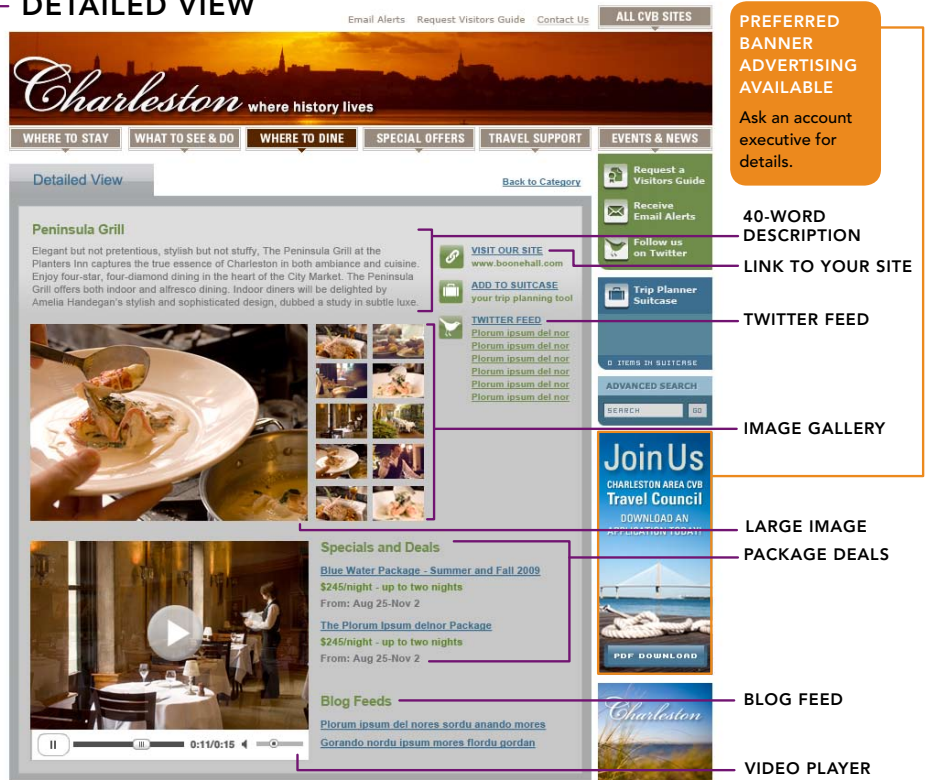 DETAILED VIEW
Email Alerts Request Visitors Guide Contact Us
ALL CVB SITES
Charleston where history lives
WHERE TO STAY
WHAT TO SEE & DO
WHERE TO DINE
SPECIAL OFFERS
TRAVEL SUPPORT
EVENTS & NEWS
PREFERRED
BANNER
ADVERTISING
AVAILABLE
Ask an account
executive for
details.
Detailed View
Back to Category
Peninsula Grill
Elegant but not pretentious, stylish but not stuffy, The Peninsula Grill at the
Planters Inn captures the true essence of Charleston in both ambiance and cuisine.
Enjoy four-star, four-diamond dining in the heart of the City Market. The Peninsula
Grill offers both indoor and alfresco dining. Indoor diners will be delighted by
Amelia Handegan's stylish and sophisticated design, dubbed a study in subtle luxe.
VISIT OUR SITE
www.boonehall.com
ADD TO SUITCASE
your trip planning tool
TWITTER FEED
Plorum ipsum del nor
Plorum ipsum del nor
Plorum ipsum del nor
Plorum ipsum del nor
Plorum ipsum del nor
Plorum ipsum del nor
Specials and Deals
Blue Water Package - Summer and Fall 2009
$245/night - up to two nights
From: Aug 25-Nov 2
The Plorum Ipsum delnor Package
$245/night - up to two nights
From: Aug 25-Nov 2
Blog Feeds
Plorum ipsum del nores sordu anando mores
Gorando nordu ipsum mores flordu gordan
0:11/0:15
Request a
Visitors Guide
Receive
Email Alerts
Follow us
on Twitter
Trip Planner
Suitcase
0 ITEMS IN SUITCASE
ADVANCED SEARCH
SEARCH
GO
Join Us
CHARLESTON AREA CVB
Travel Council
DOWNLOAD AN
APPLICATION TODAY!
PDF DOWNLOAD
Charleston
40-WORD
DESCRIPTION
LINK TO YOUR SITE
TWITTER FEED
IMAGE GALLERY
LARGE IMAGE
PACKAGE DEALS
BLOG FEED
VIDEO PLAYER